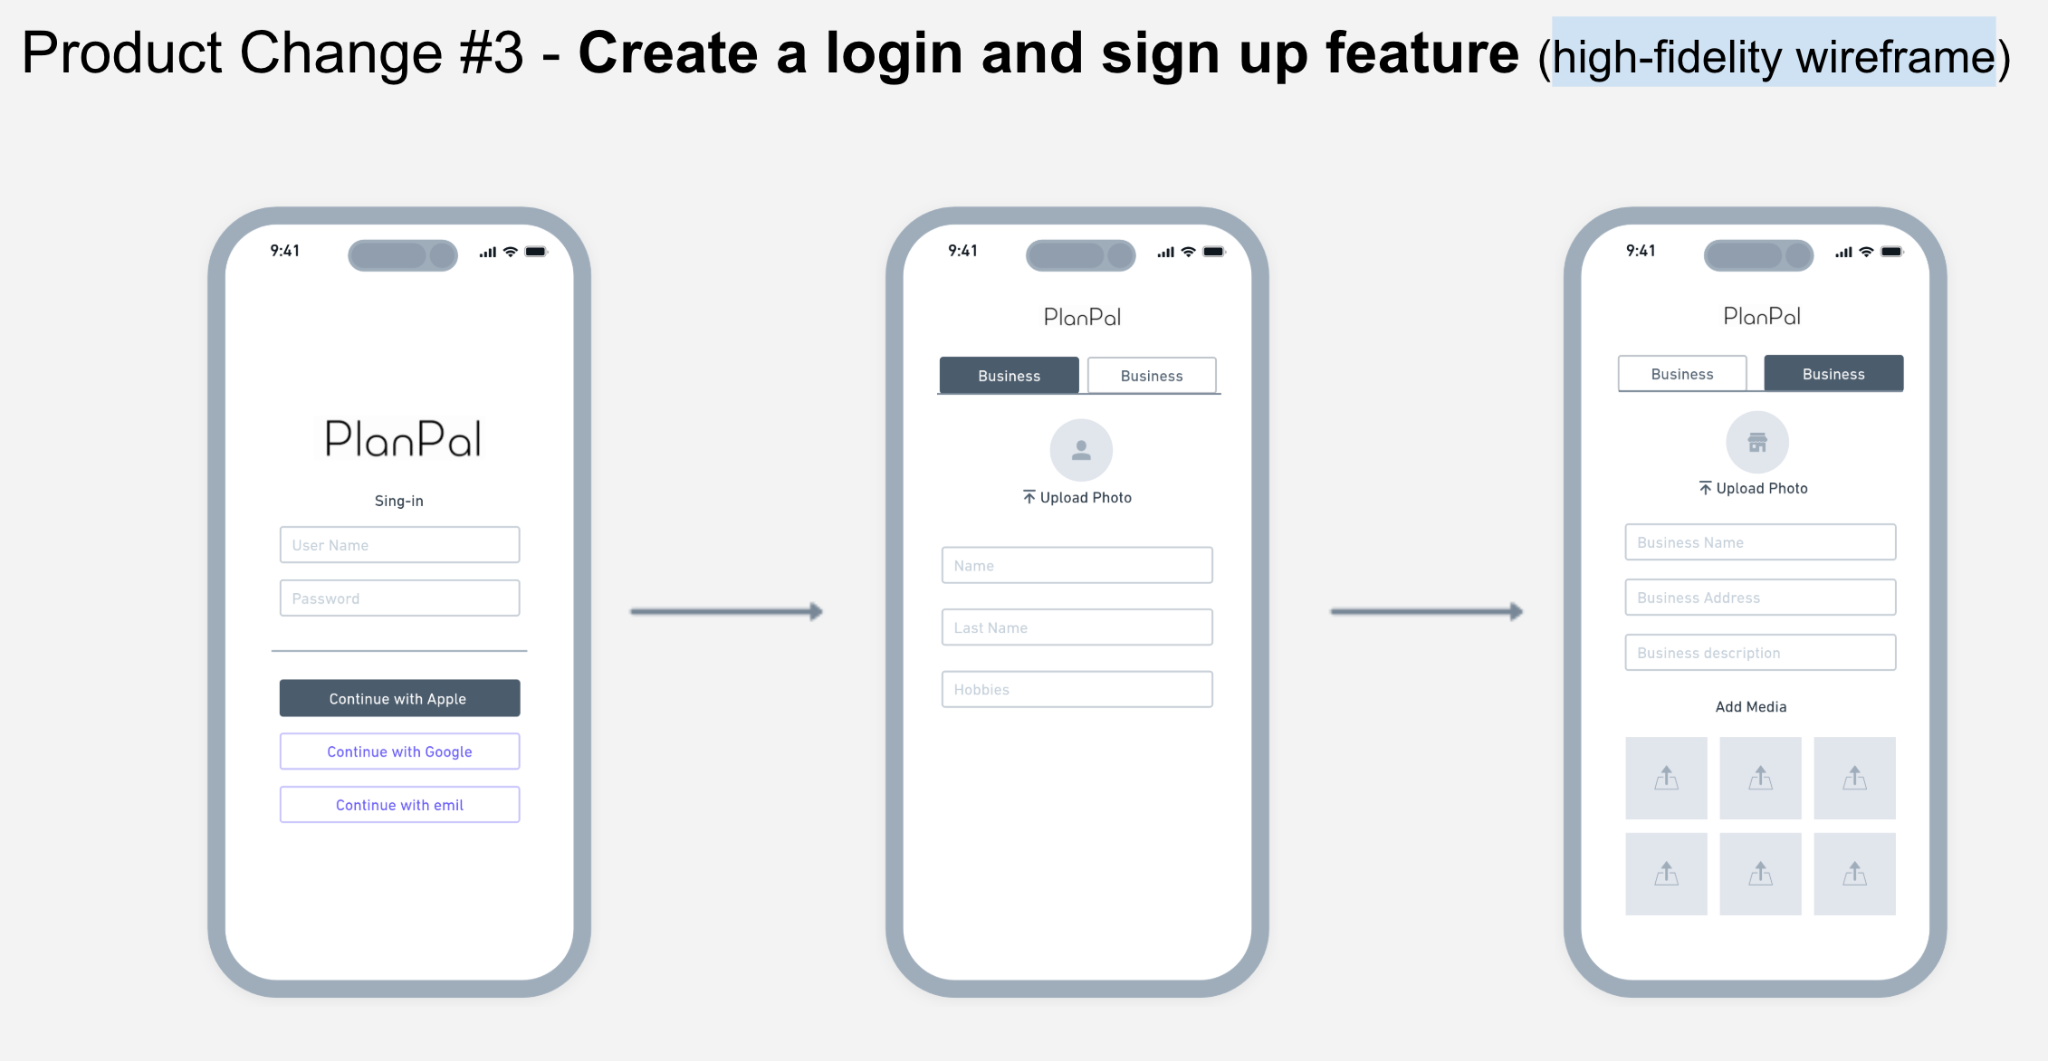 Product Change #3 - Create a login and sign up feature (high-fidelity wireframe)
9:41
PlanPal
Sing-in
User Name
Password
Continue with Apple
Continue with Google
Continue with emil
9:41
PlanPal
Business Business
Upload Photo
Name
Last Name
Hobbies
9:41
PlanPal
Business Business
Upload Photo
Business Name
Business Address
Business description
Add Media